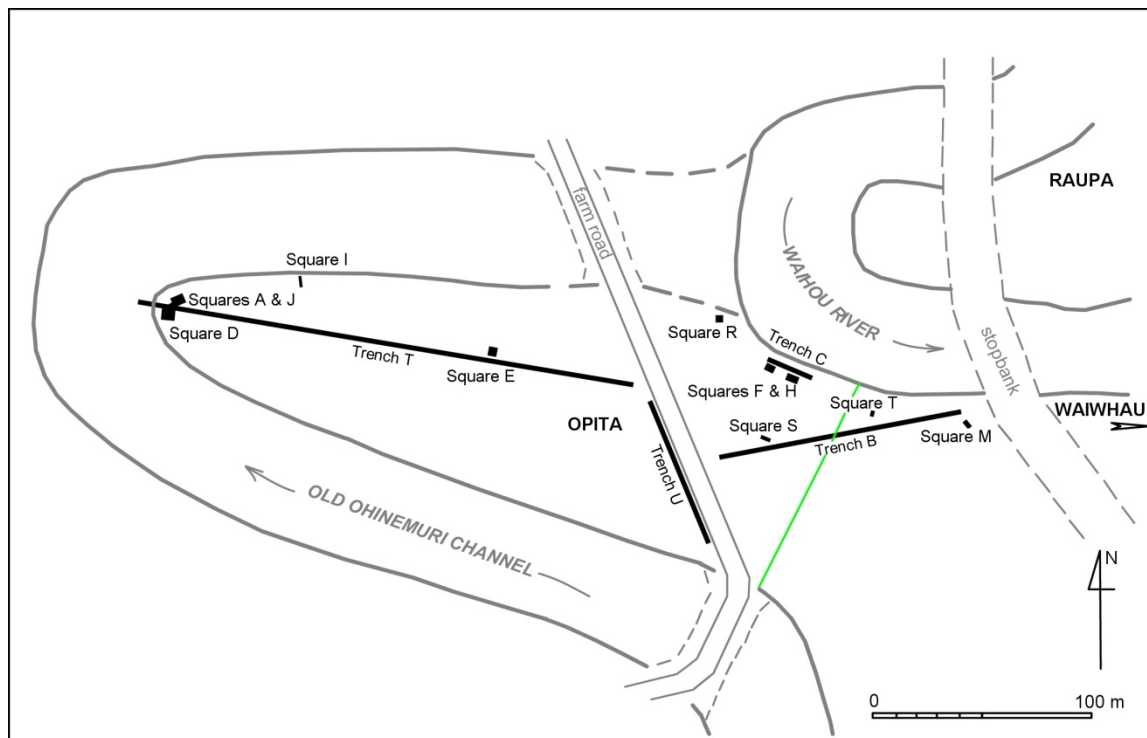 RAUPA
farm road
WAIHOU RIVER
Square I
Squares A & J
Square D
Trench T
Square E
Square R
Trench C
Squares F & H
stopbank
Square T
WAIWHAU
OPITA
Square S
Trench B
Square M
Trench U
OLD OHINEMURI CHANNEL
N
0 100 m